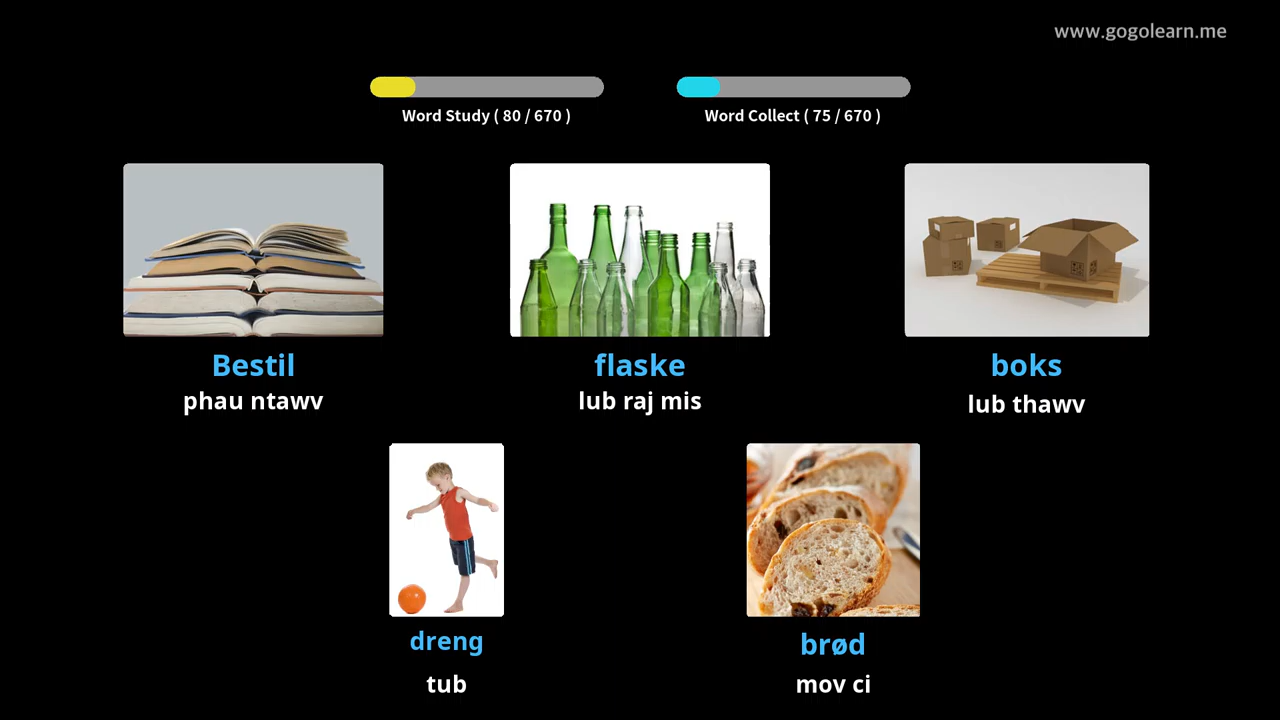 www.gogolearn.me
Word Study ( 80 / 670 )
Word Collect ( 75 / 670 )
Bestil
flaske
boks
phau ntawv
lub raj mis
lub thawv
dreng
brød
tub
mov ci